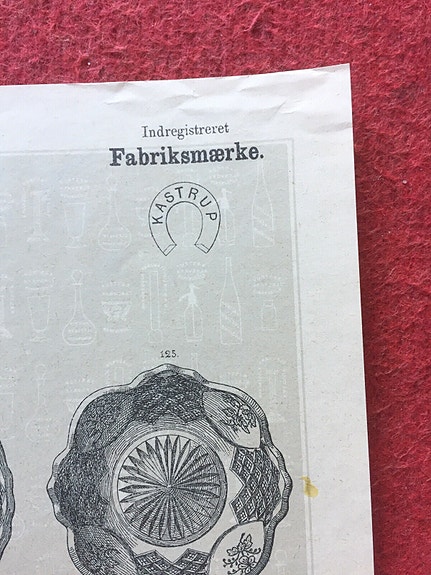 Indregistreret
Fabriksmærke.
KASTRUP
125.